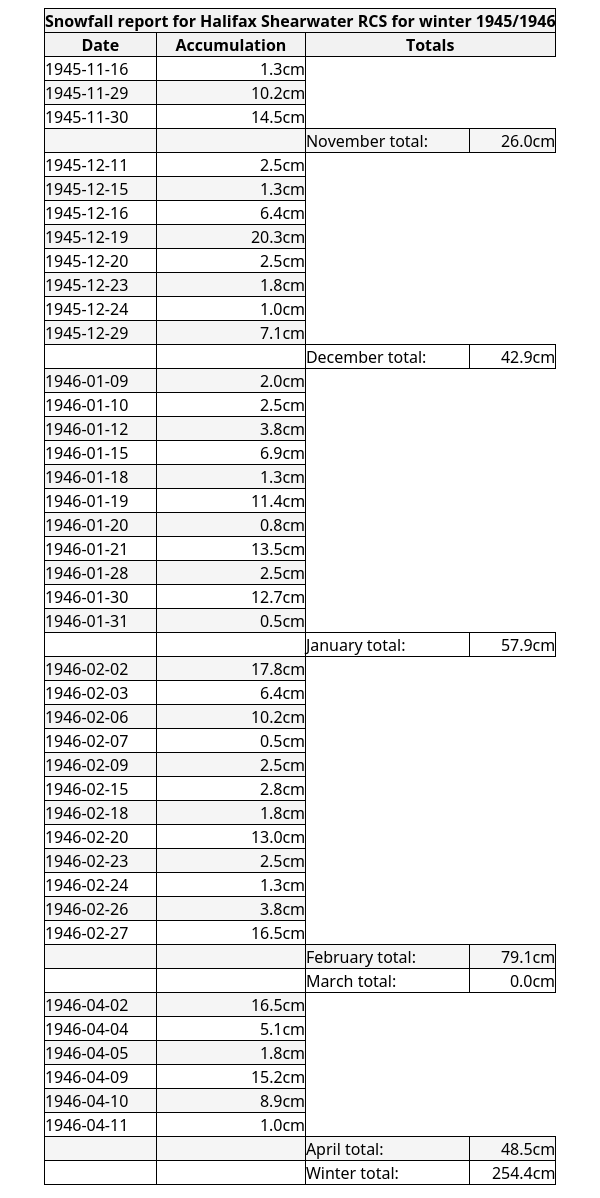 Snowfall report for Halifax Shearwater RCS for winter 1945/1946
Date Accumulation Totals
1945-11-16 1.3cm
1945-11-29 10.2cm
1945-11-30 14.5cm
November total: 26.0cm
1945-12-11 2.5cm
1945-12-15 1.3cm
1945-12-16 6.4cm
1945-12-19 20.3cm
1945-12-20 2.5cm
1945-12-23 1.8cm
1945-12-24 1.0cm
1945-12-29 7.1cm
December total: 42.9cm
1946-01-09 2.0cm
1946-01-10 2.5cm
1946-01-12 3.8cm
1946-01-15 6.9cm
1946-01-18 1.3cm
1946-01-19 11.4cm
1946-01-20 0.8cm
1946-01-21 13.5cm
1946-01-28 2.5cm
1946-01-30 12.7cm
1946-01-31 0.5cm
January total: 57.9cm
1946-02-02 17.8cm
1946-02-03 6.4cm
1946-02-06 10.2cm
1946-02-07 0.5cm
1946-02-09 2.5cm
1946-02-15 2.8cm
1946-02-18 1.8cm
1946-02-20 13.0cm
1946-02-23 2.5cm
1946-02-24 1.3cm
1946-02-26 3.8cm
1946-02-27 16.5cm
February total: 79.1cm
March total: 0.0cm
1946-04-02 16.5cm
1946-04-04 5.1cm
1946-04-05 1.8cm
1946-04-09 15.2cm
1946-04-10 8.9cm
1946-04-11 1.0cm
April total: 48.5cm
Winter total: 254.4cm